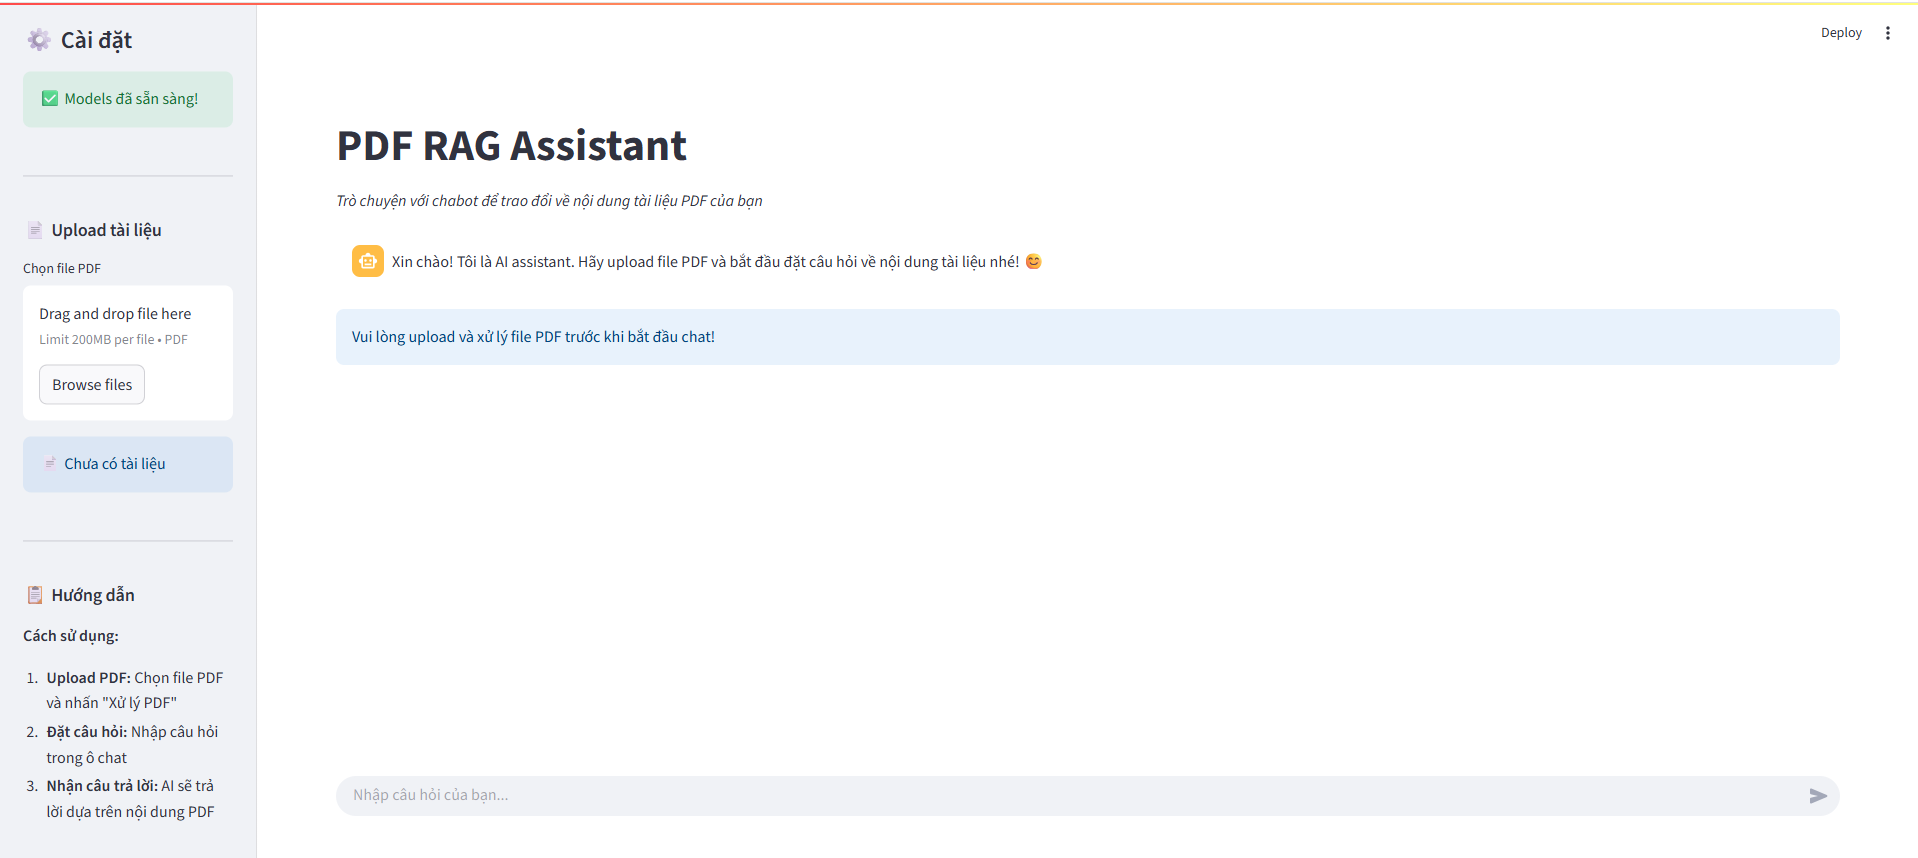 Cài đặt
Models đã sẵn sàng!
Upload tài liệu
Chọn file PDF
Drag and drop file here
Limit 200MB per file • PDF
Browse files
Chưa có tài liệu
Hướng dẫn
Cách sử dụng:
1. Upload PDF: Chọn file PDF
và nhấn "Xử lý PDF"
2. Đặt câu hỏi: Nhập câu hỏi
trong ô chat
3. Nhận câu trả lời: AI sẽ trả
lời dựa trên nội dung PDF
Deploy
PDF RAG Assistant
Trò chuyện với chabot để trao đổi về nội dung tài liệu PDF của bạn
Xin chào! Tôi là AI assistant. Hãy upload file PDF và bắt đầu đặt câu hỏi về nội dung tài liệu nhé! 😊
Vui lòng upload và xử lý file PDF trước khi bắt đầu chat!
Nhập câu hỏi của bạn...